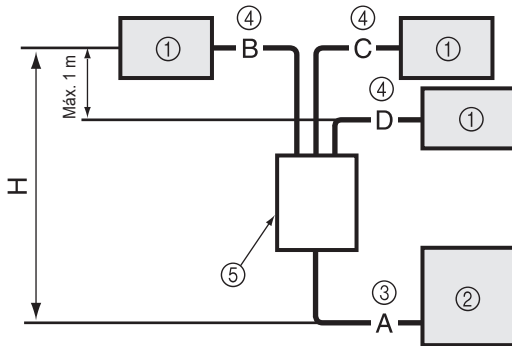 ④ ④
① B C ①
Máx. 1 m
④
D ①
H
⑤
③
A ②